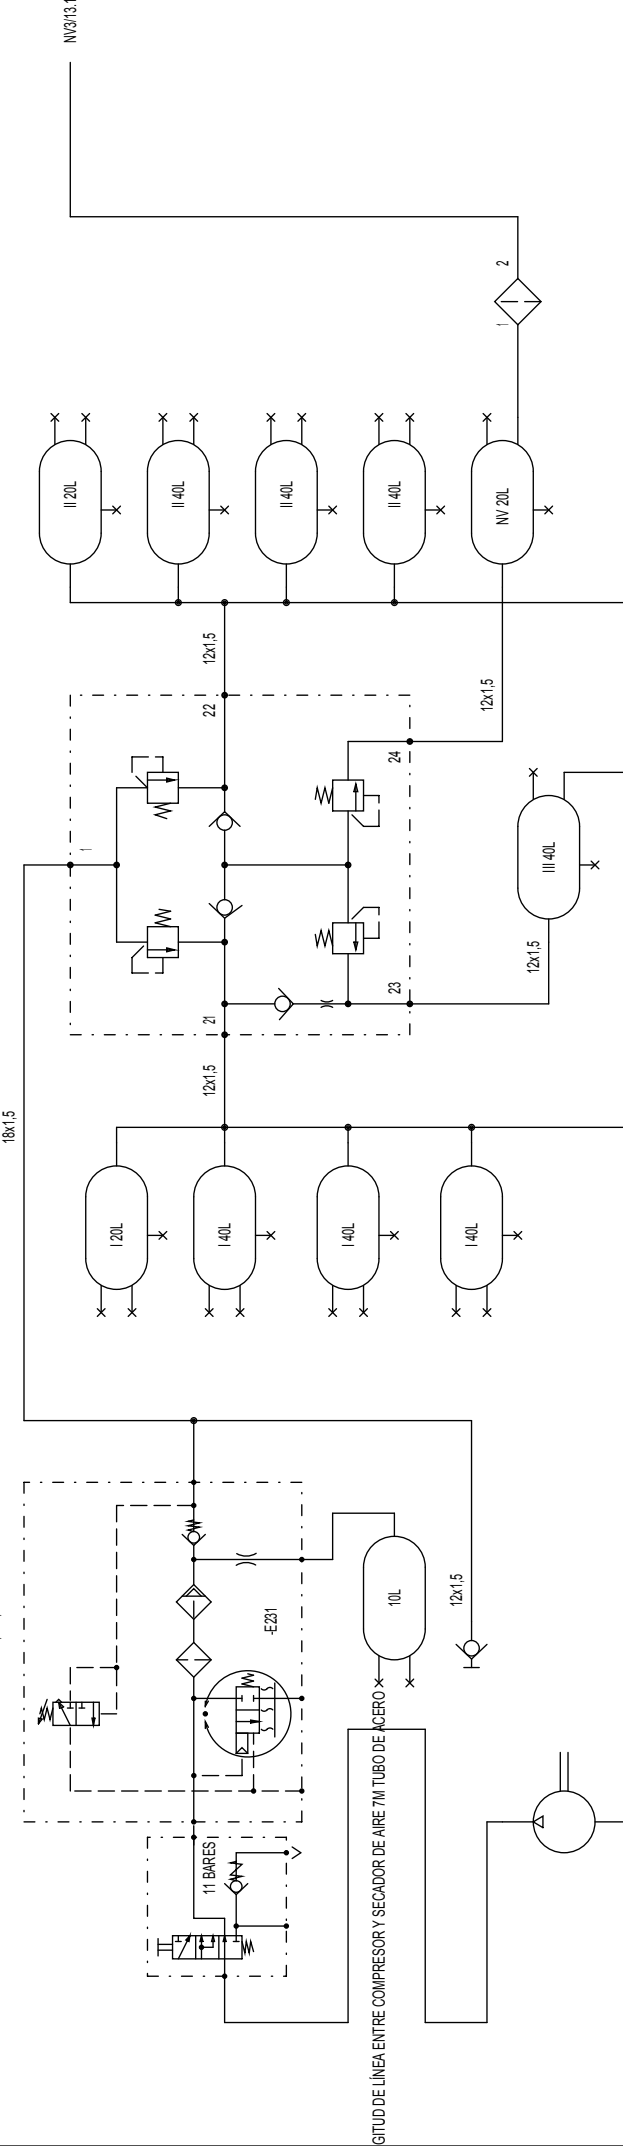 NV3/13.1
2
1
II 20L
II 40L
II 40L
II 40L
NV 20L
12x1,5
22
12x1,5
24
1
III 40L
12x1,5
23
21
12x1,5
18x1,5
I 20L
I 40L
I 40L
I 40L
-E231
10L
12x1,5
11 BARES
GITUD DE LÍNEA ENTRE COMPRESOR Y SECADOR DE AIRE 7M TUBO DE ACERO